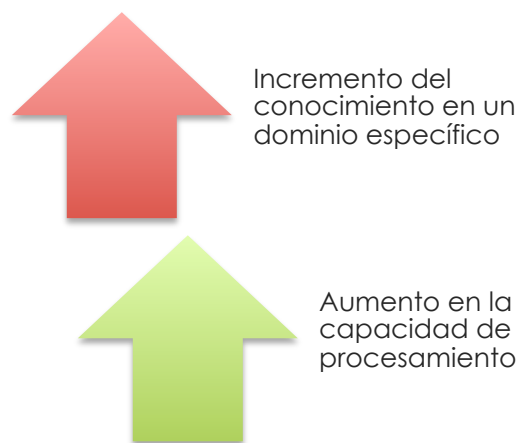 Incremento del
conocimiento en un
dominio específico
Aumento en la
capacidad de
procesamiento